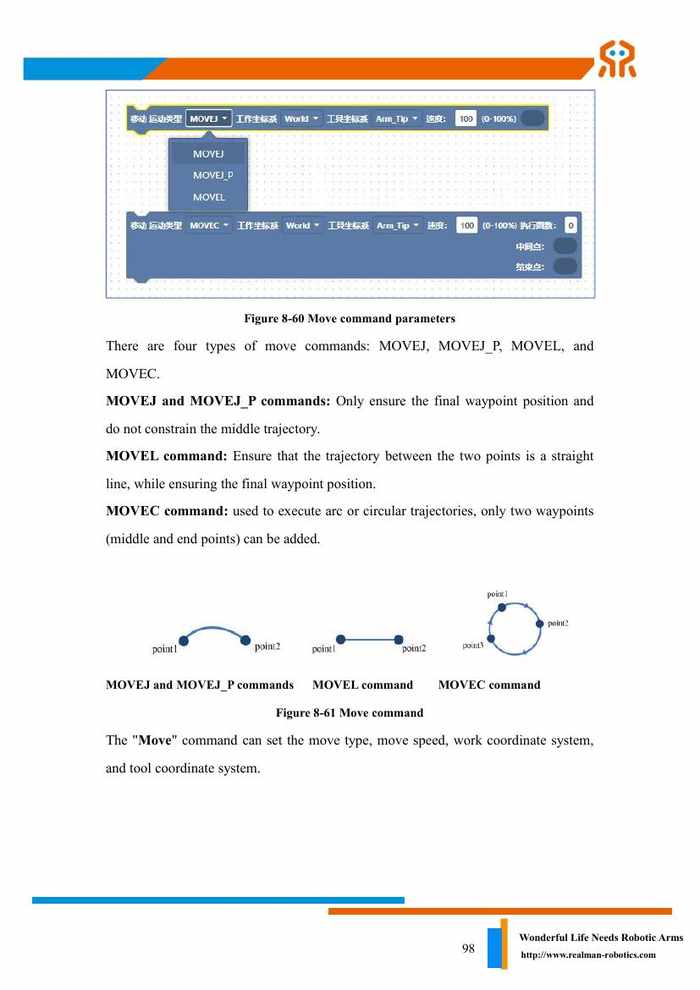 移动 运动类型 MOVEJ 工作坐标系 World 工具坐标系 Arm_Tip 速度: 100 (0-100%)
MOVEJ
MOVEJ_P
MOVEL
移动 运动类型 MOVEC 工作坐标系 World 工具坐标系 Arm_Tip 速度: 100 (0-100%) 执行圈数: 0
中间点:
结束点:
Figure 8-60 Move command parameters
There are four types of move commands: MOVEJ, MOVEJ_P, MOVEL, and
MOVEC.
MOVEJ and MOVEJ_P commands: Only ensure the final waypoint position and
do not constrain the middle trajectory.
MOVEL command: Ensure that the trajectory between the two points is a straight
line, while ensuring the final waypoint position.
MOVEC command: used to execute arc or circular trajectories, only two waypoints
(middle and end points) can be added.
point1 point2
point1 point2
point1
point2
point3
MOVEJ and MOVEJ_P commands MOVEL command MOVEC command
Figure 8-61 Move command
The "Move" command can set the move type, move speed, work coordinate system,
and tool coordinate system.
98
Wonderful Life Needs Robotic Arms
http://www.realman-robotics.com